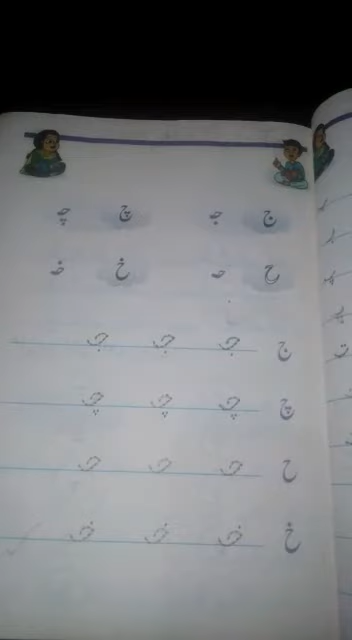 ج جـ چ چـ
ح حـ خ خـ
ج جـ جـ جـ
چ چـ چـ چـ
ح حـ حـ حـ
خ خـ خـ خـ